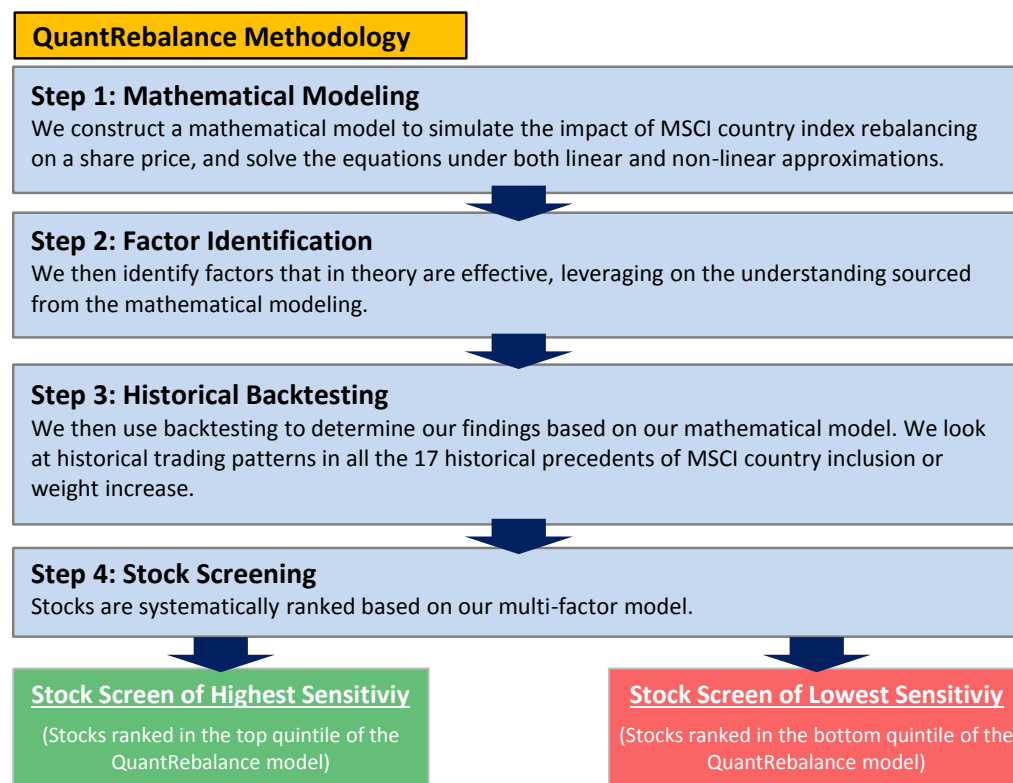 QuantRebalance Methodology
Step 1: Mathematical Modeling
We construct a mathematical model to simulate the impact of MSCI country index rebalancing
on a share price, and solve the equations under both linear and non-linear approximations.
Step 2: Factor Identification
We then identify factors that in theory are effective, leveraging on the understanding sourced
from the mathematical modeling.
Step 3: Historical Backtesting
We then use backtesting to determine our findings based on our mathematical model. We look
at historical trading patterns in all the 17 historical precedents of MSCI country inclusion or
weight increase.
Step 4: Stock Screening
Stocks are systematically ranked based on our multi-factor model.
Stock Screen of Highest Sensitiviy
(Stocks ranked in the top quintile of the
QuantRebalance model)
Stock Screen of Lowest Sensitiviy
(Stocks ranked in the bottom quintile of the
QuantRebalance model)